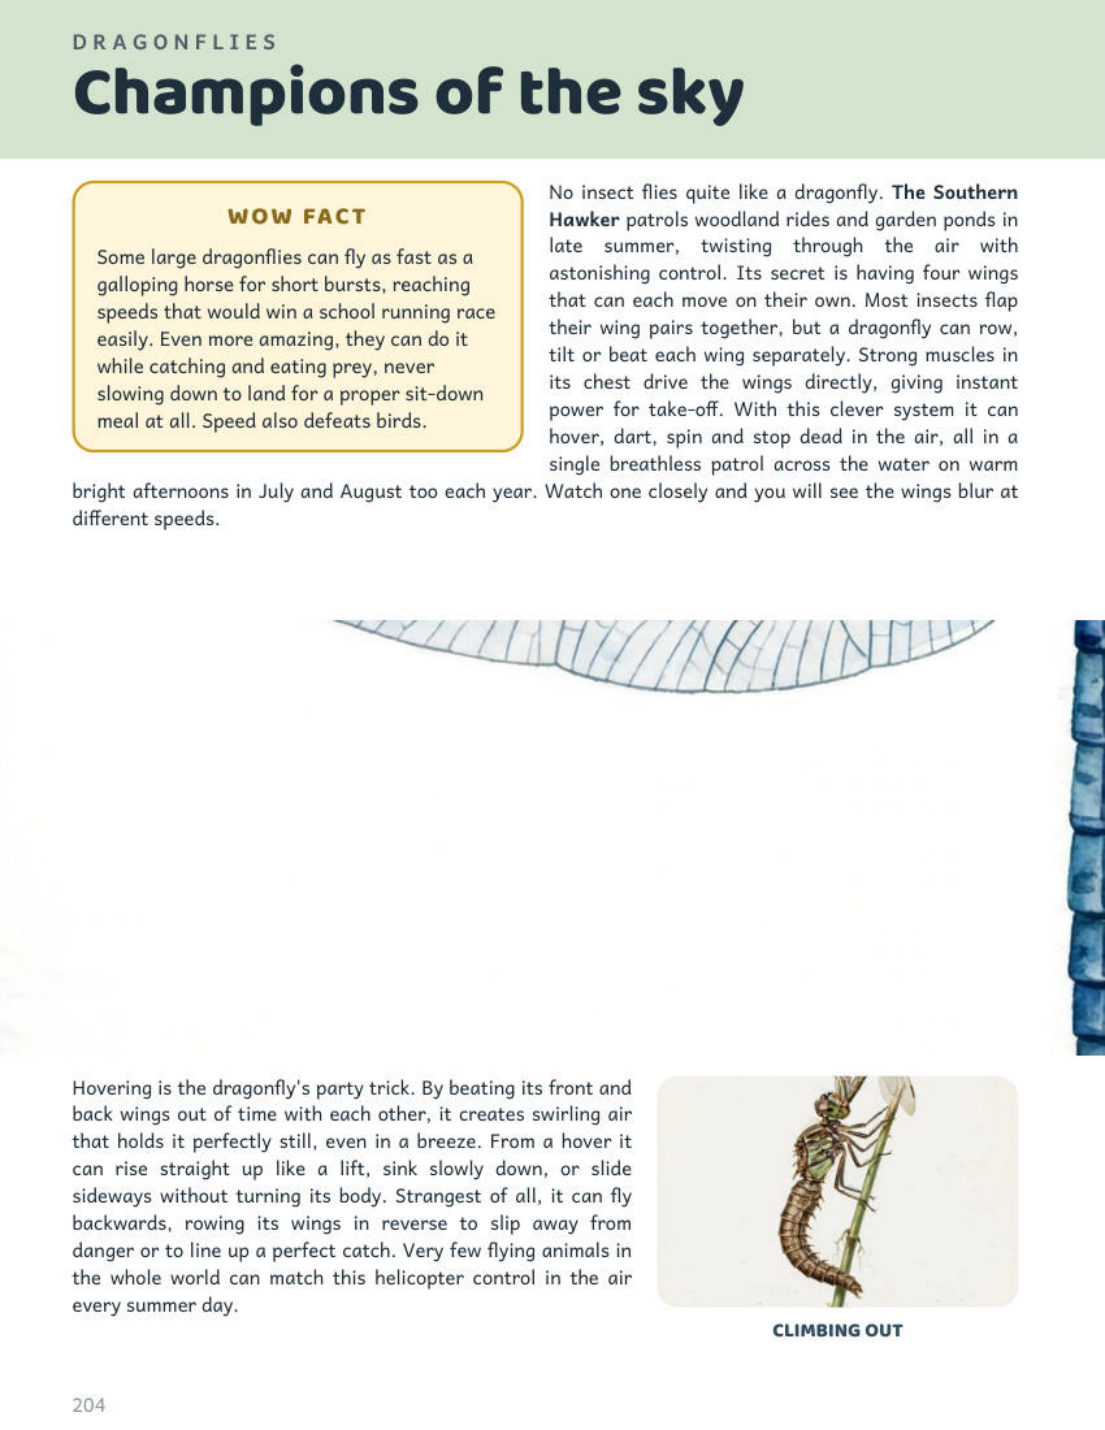 DRAGONFLIES
Champions of the sky
WOW FACT
Some large dragonflies can fly as fast as a
galloping horse for short bursts, reaching
speeds that would win a school running race
easily. Even more amazing, they can do it
while catching and eating prey, never
slowing down to land for a proper sit-down
meal at all. Speed also defeats birds.
No insect flies quite like a dragonfly. The Southern
Hawker patrols woodland rides and garden ponds in
late summer, twisting through the air with
astonishing control. Its secret is having four wings
that can each move on their own. Most insects flap
their wing pairs together, but a dragonfly can row,
tilt or beat each wing separately. Strong muscles in
its chest drive the wings directly, giving instant
power for take-off. With this clever system it can
hover, dart, spin and stop dead in the air, all in a
single breathless patrol across the water on warm
bright afternoons in July and August too each year. Watch one closely and you will see the wings blur at
different speeds.
Hovering is the dragonfly's party trick. By beating its front and
back wings out of time with each other, it creates swirling air
that holds it perfectly still, even in a breeze. From a hover it
can rise straight up like a lift, sink slowly down, or slide
sideways without turning its body. Strangest of all, it can fly
backwards, rowing its wings in reverse to slip away from
danger or to line up a perfect catch. Very few flying animals in
the whole world can match this helicopter control in the air
every summer day.
CLIMBING OUT
204